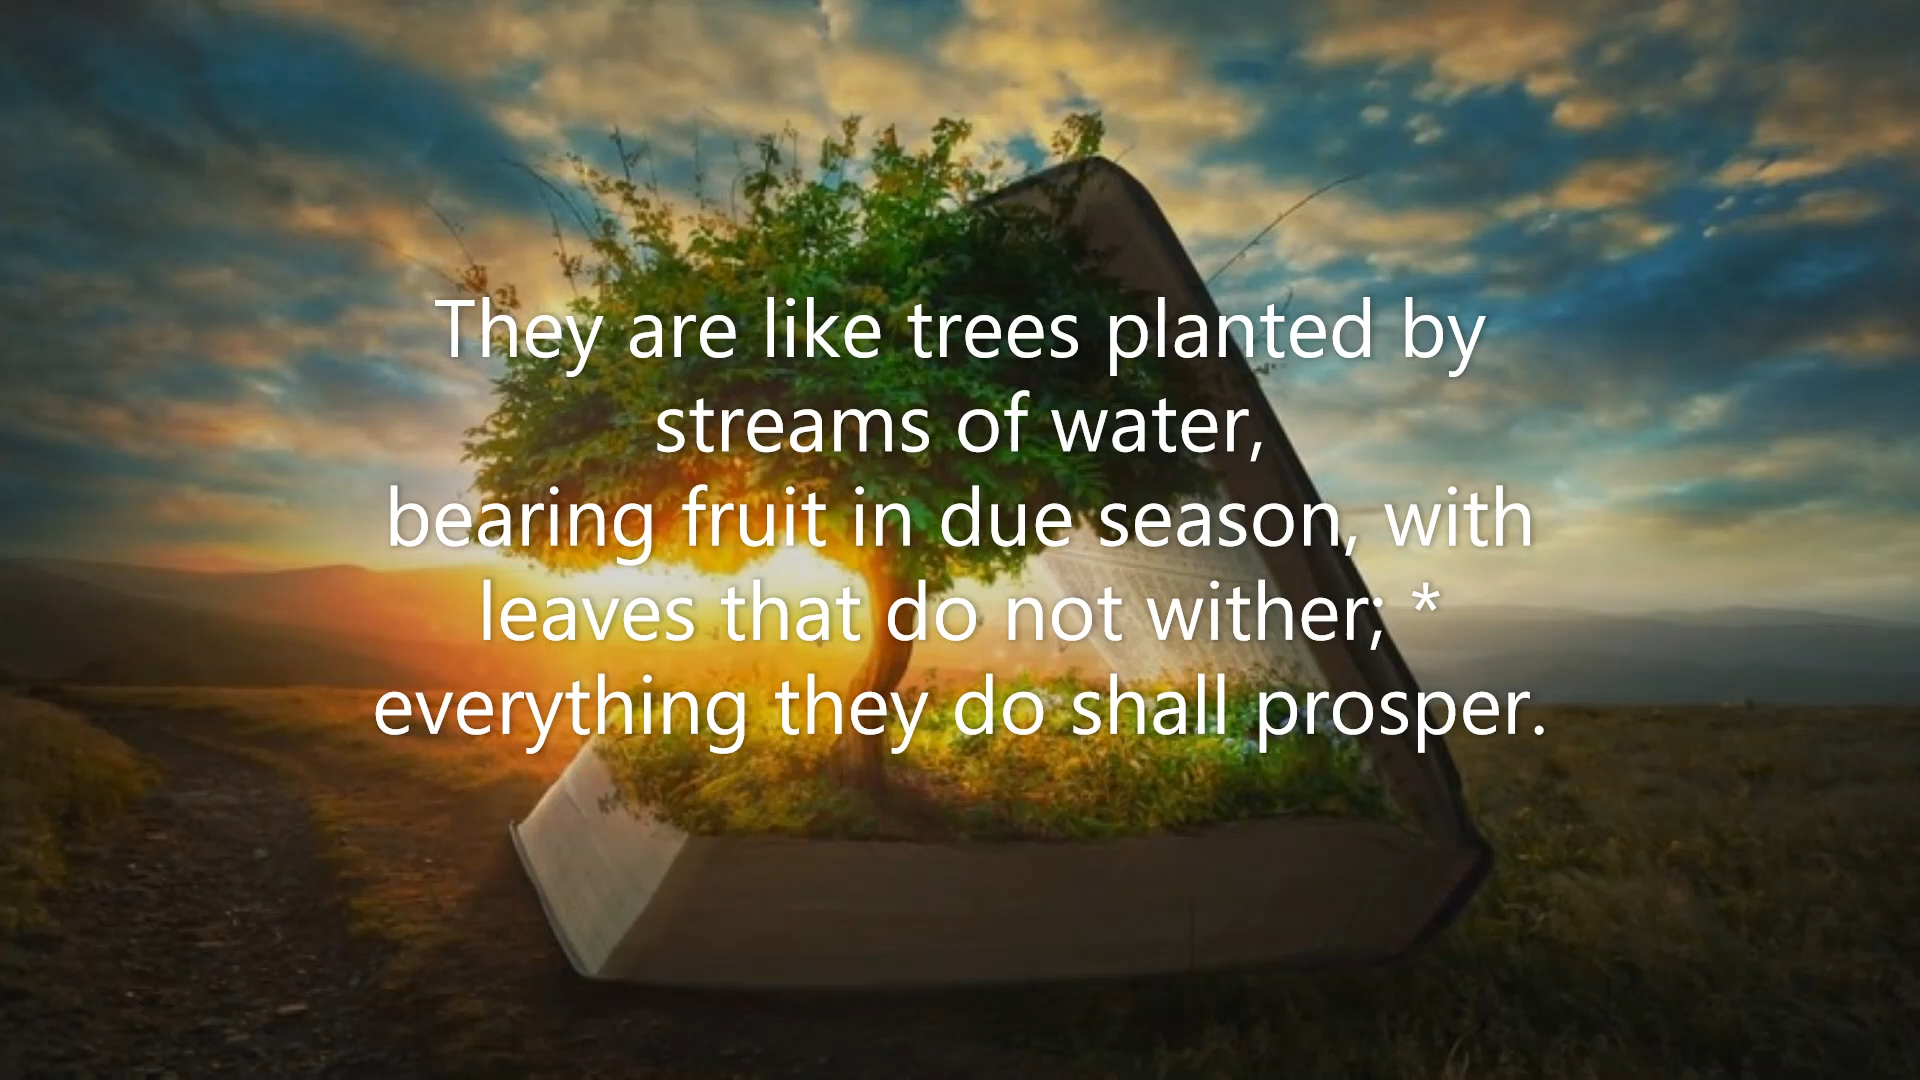 They are like trees planted by
streams of water,
bearing fruit in due season, with
leaves that do not wither; *
everything they do shall prosper.